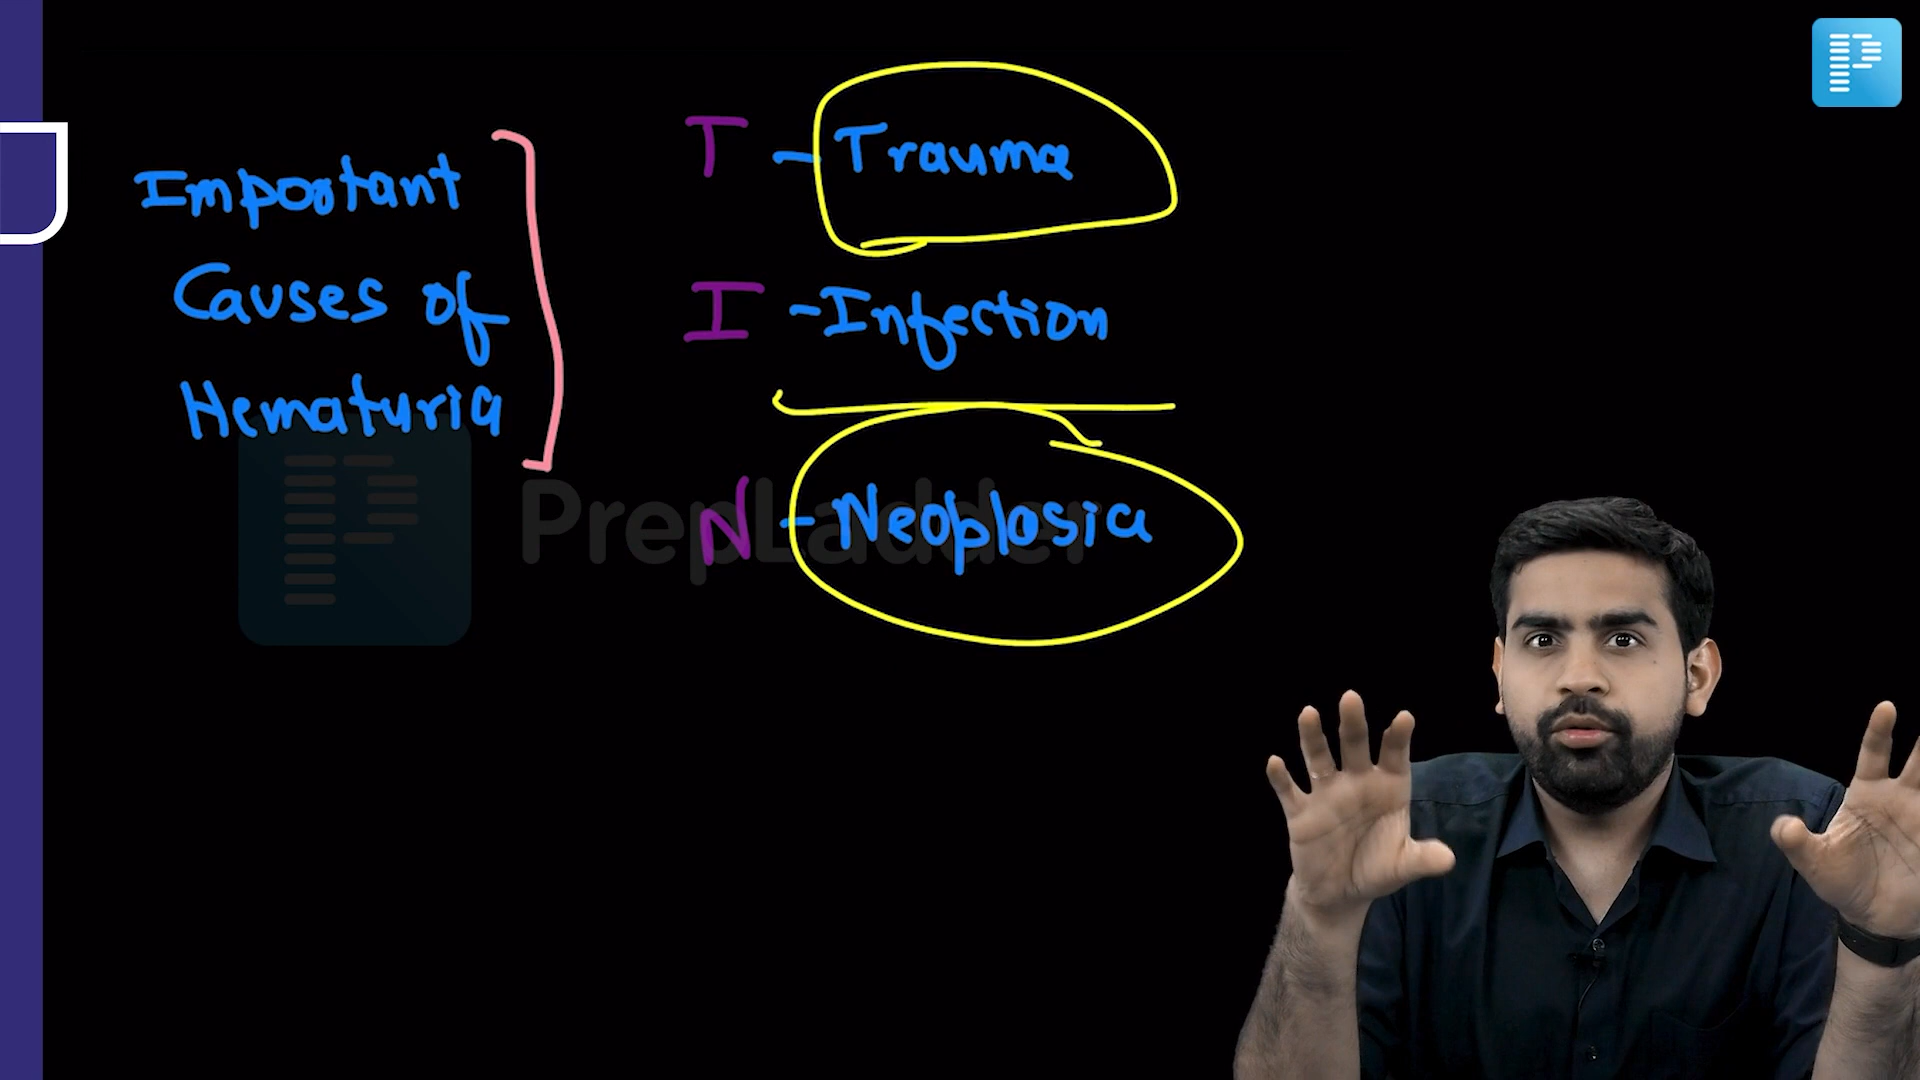 Important
Causes of
Hematuria
T - Trauma
I - Infection
N - Neoplasia
PrepLadder